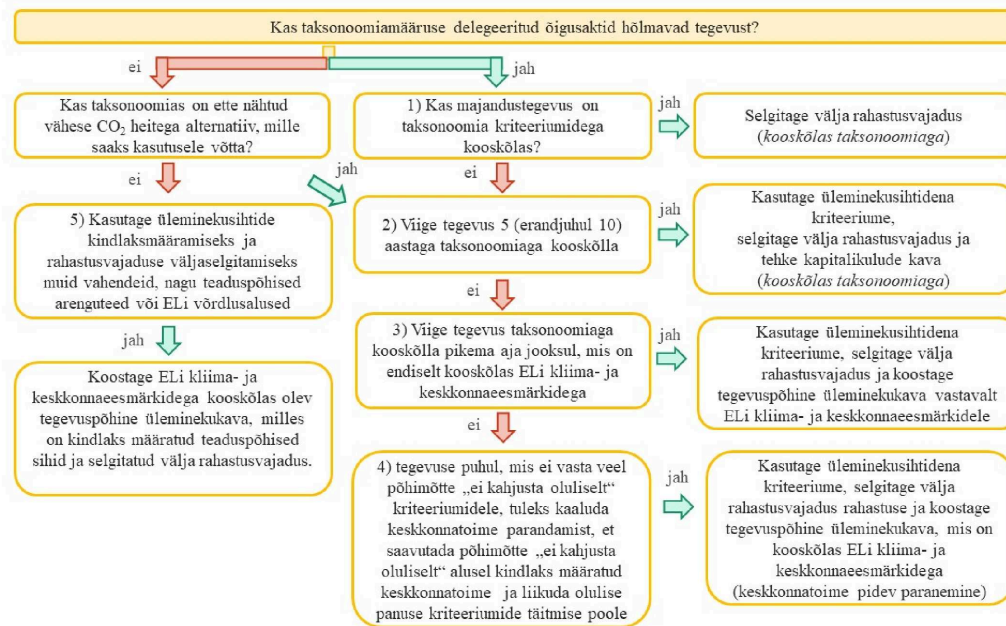 Kas taksonoomiamääruse delegeeritud õigusaktid hõlmavad tegevust?
ei
jah
Kas taksonoomias on ette nähtud
vähese CO₂ heitega alternatiiv, mille
saaks kasutusele võtta?
1) Kas majandustegevus on
taksonoomia kriteeriumidega
kooskõlas?
jah
Selgitage välja rahastusvajadus
(kooskõlas taksonoomiaga)
ei
jah
ei
5) Kasutage üleminekusihtide
kindlaksmääramiseks ja
rahastusvajaduse väljaselgitamiseks
muid vahendeid, nagu teaduspõhised
arenguteed või ELi võrdlusalused
2) Viige tegevus 5 (erandjuhul 10)
aastaga taksonoomiaga kooskõlla
jah
Kasutage üleminekusihtidena
kriteeriume,
selgitage välja rahastusvajadus ja
tehke kapitalikulude kava
(kooskõlas taksonoomiaga)
ei
jah
Koostage ELi kliima- ja
keskkonnaeesmärkidega kooskõlas olev
tegevuspõhine üleminekukava, milles
on kindlaks määratud teaduspõhised
sihid ja selgitatud välja rahastusvajadus.
3) Viige tegevus taksonoomiaga
kooskõlla pikema aja jooksul, mis on
endiselt kooskõlas ELi kliima- ja
keskkonnaeesmärkidega
jah
Kasutage üleminekusihtidena
kriteeriume, selgitage välja
rahastusvajadus ja koostage
tegevuspõhine üleminekukava vastavalt
ELi kliima- ja keskkonnaeesmärkidele
ei
4) tegevuse puhul, mis ei vasta veel
põhimõtte „ei kahjusta oluliselt“
kriteeriumidele, tuleks kaaluda
keskkonnatoime parandamist, et
saavutada põhimõtte „ei kahjusta
oluliselt“ alusel kindlaks määratud
keskkonnatoime ja liikuda olulise
panuse kriteeriumide täitmise poole
jah
Kasutage üleminekusihtidena
kriteeriume, selgitage välja
rahastusvajadus rahastuse ja koostage
tegevuspõhine üleminekukava, mis on
kooskõlas ELi kliima- ja
keskkonnaeesmärkidega
(keskkonnatoime pidev paranemine)